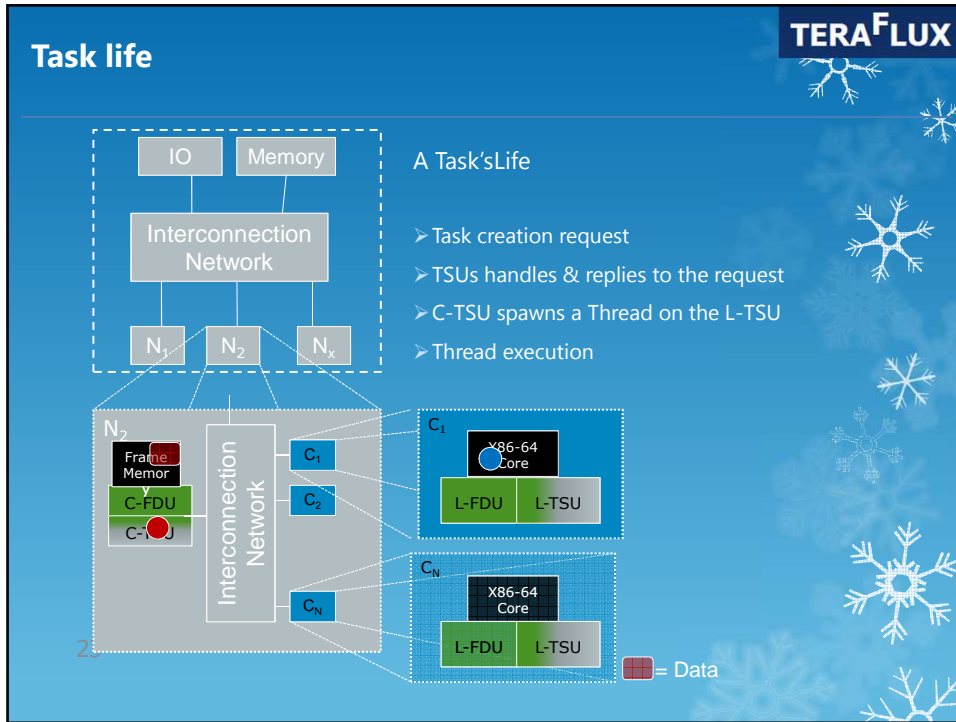 TERAFLUX
Task life
IO
Memory
Interconnection
Network
N1
N2
Nx
A Task'sLife
➢Task creation request
➢TSUs handles & replies to the request
➢C-TSU spawns a Thread on the L-TSU
➢Thread execution
N2
Frame
Memor
y
C-FDU
Interconnection
Network
C1
C2
CN
C1
X86-64
Core
L-FDU
L-TSU
CN
X86-64
Core
L-FDU
L-TSU
= Data